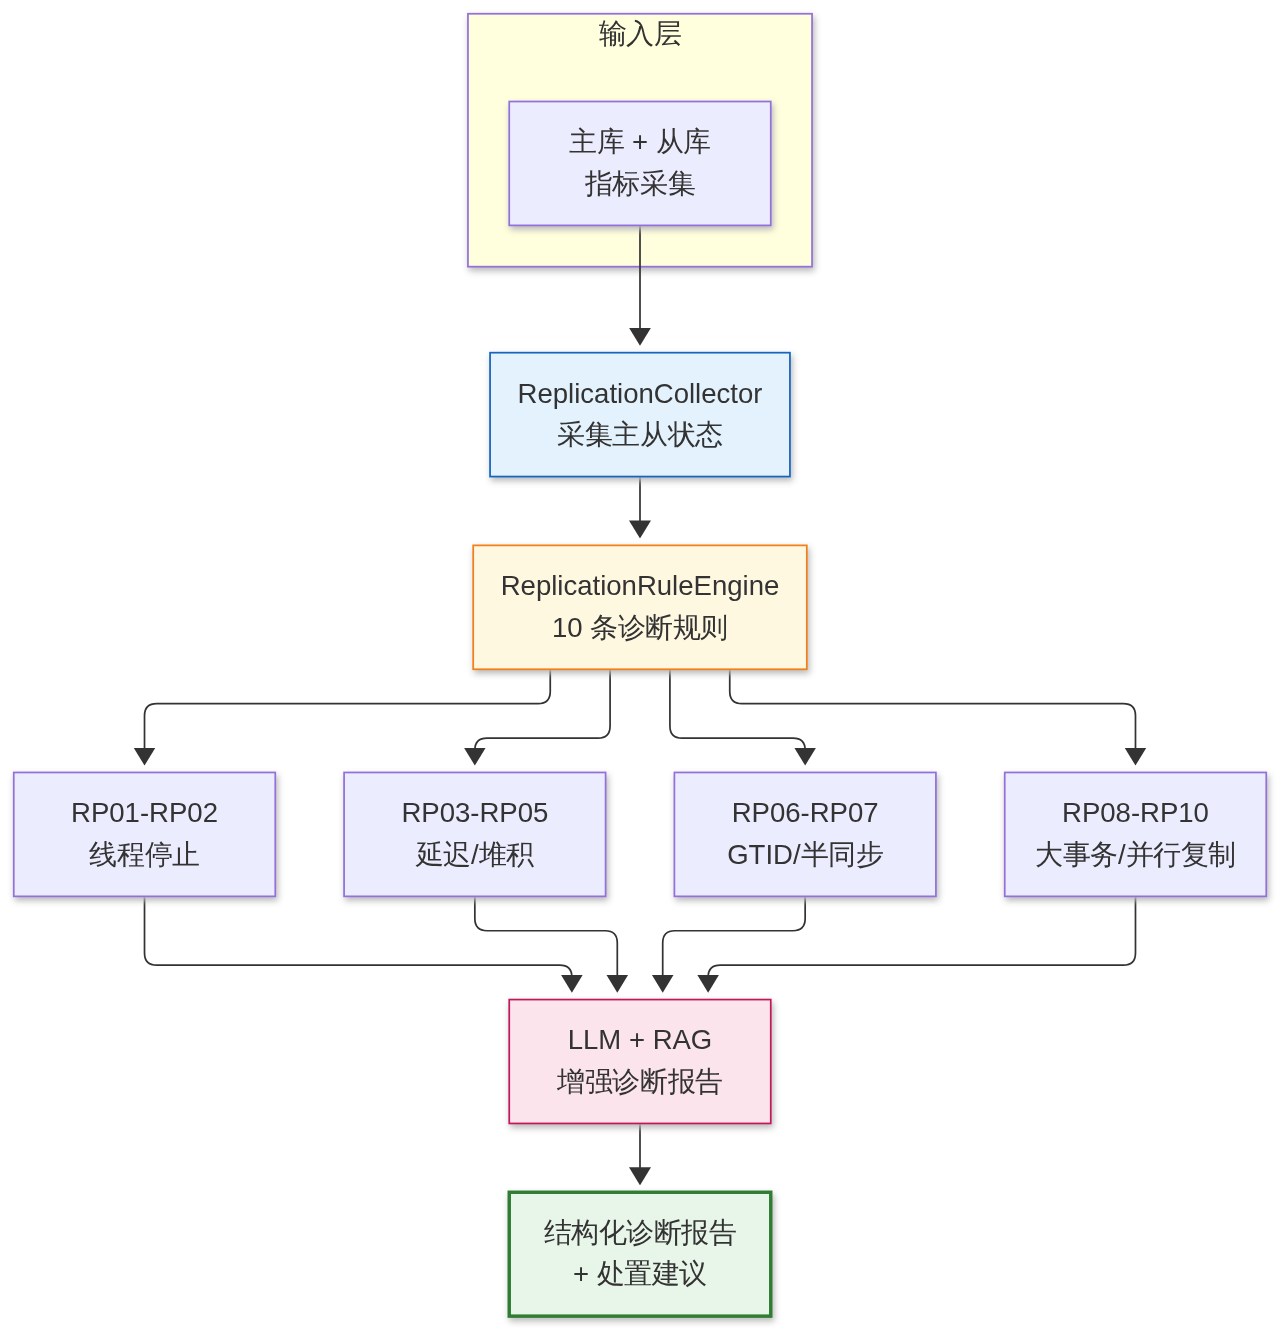 输入层
主库 + 从库
指标采集
ReplicationCollector
采集主从状态
ReplicationRuleEngine
10 条诊断规则
RP01-RP02
线程停止
RP03-RP05
延迟/堆积
RP06-RP07
GTID/半同步
RP08-RP10
大事务/并行复制
LLM + RAG
增强诊断报告
结构化诊断报告
+ 处置建议